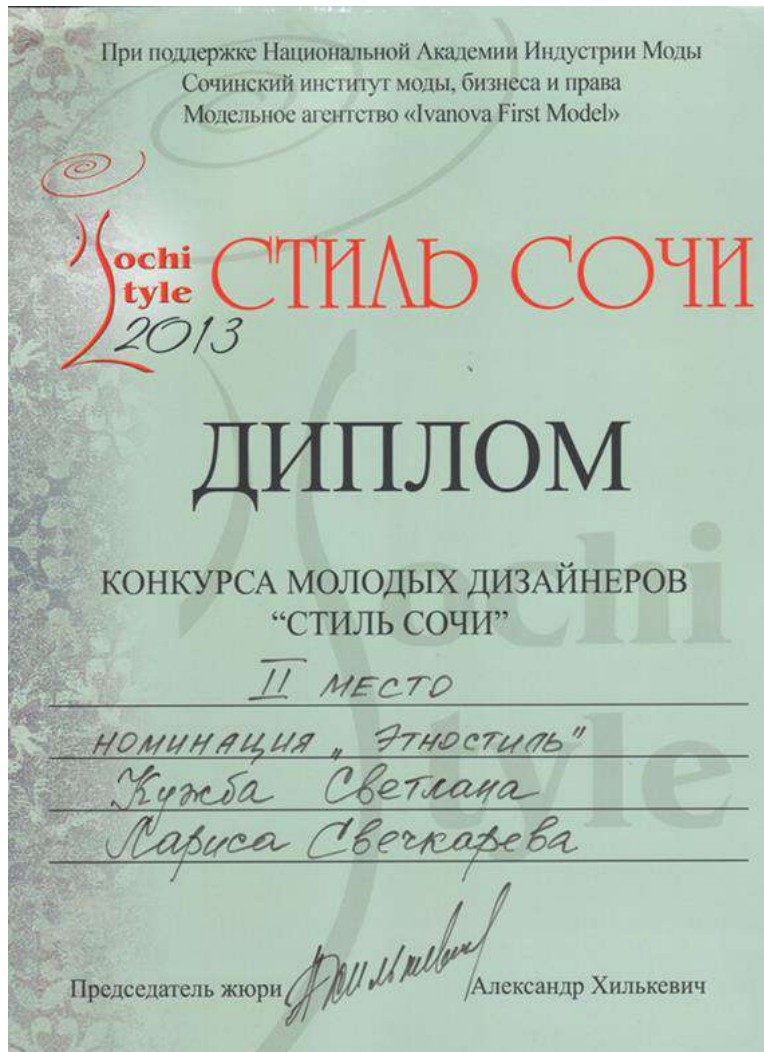 При поддержке Национальной Академии Индустрии Моды
Сочинский институт моды, бизнеса и права
Модельное агентство «Ivanova First Model»
Sochi
Style
СТИЛЬ СОЧИ
2013
ДИПЛОМ
КОНКУРСА МОЛОДЫХ ДИЗАЙНЕРОВ
“СТИЛЬ СОЧИ”
II МЕСТО
НОМИНАЦИЯ „ЭТНОСТИЛЬ"
Кужба Светлана
Лариса Свечкарева
Председатель жюри Хилькевич Александр Хилькевич